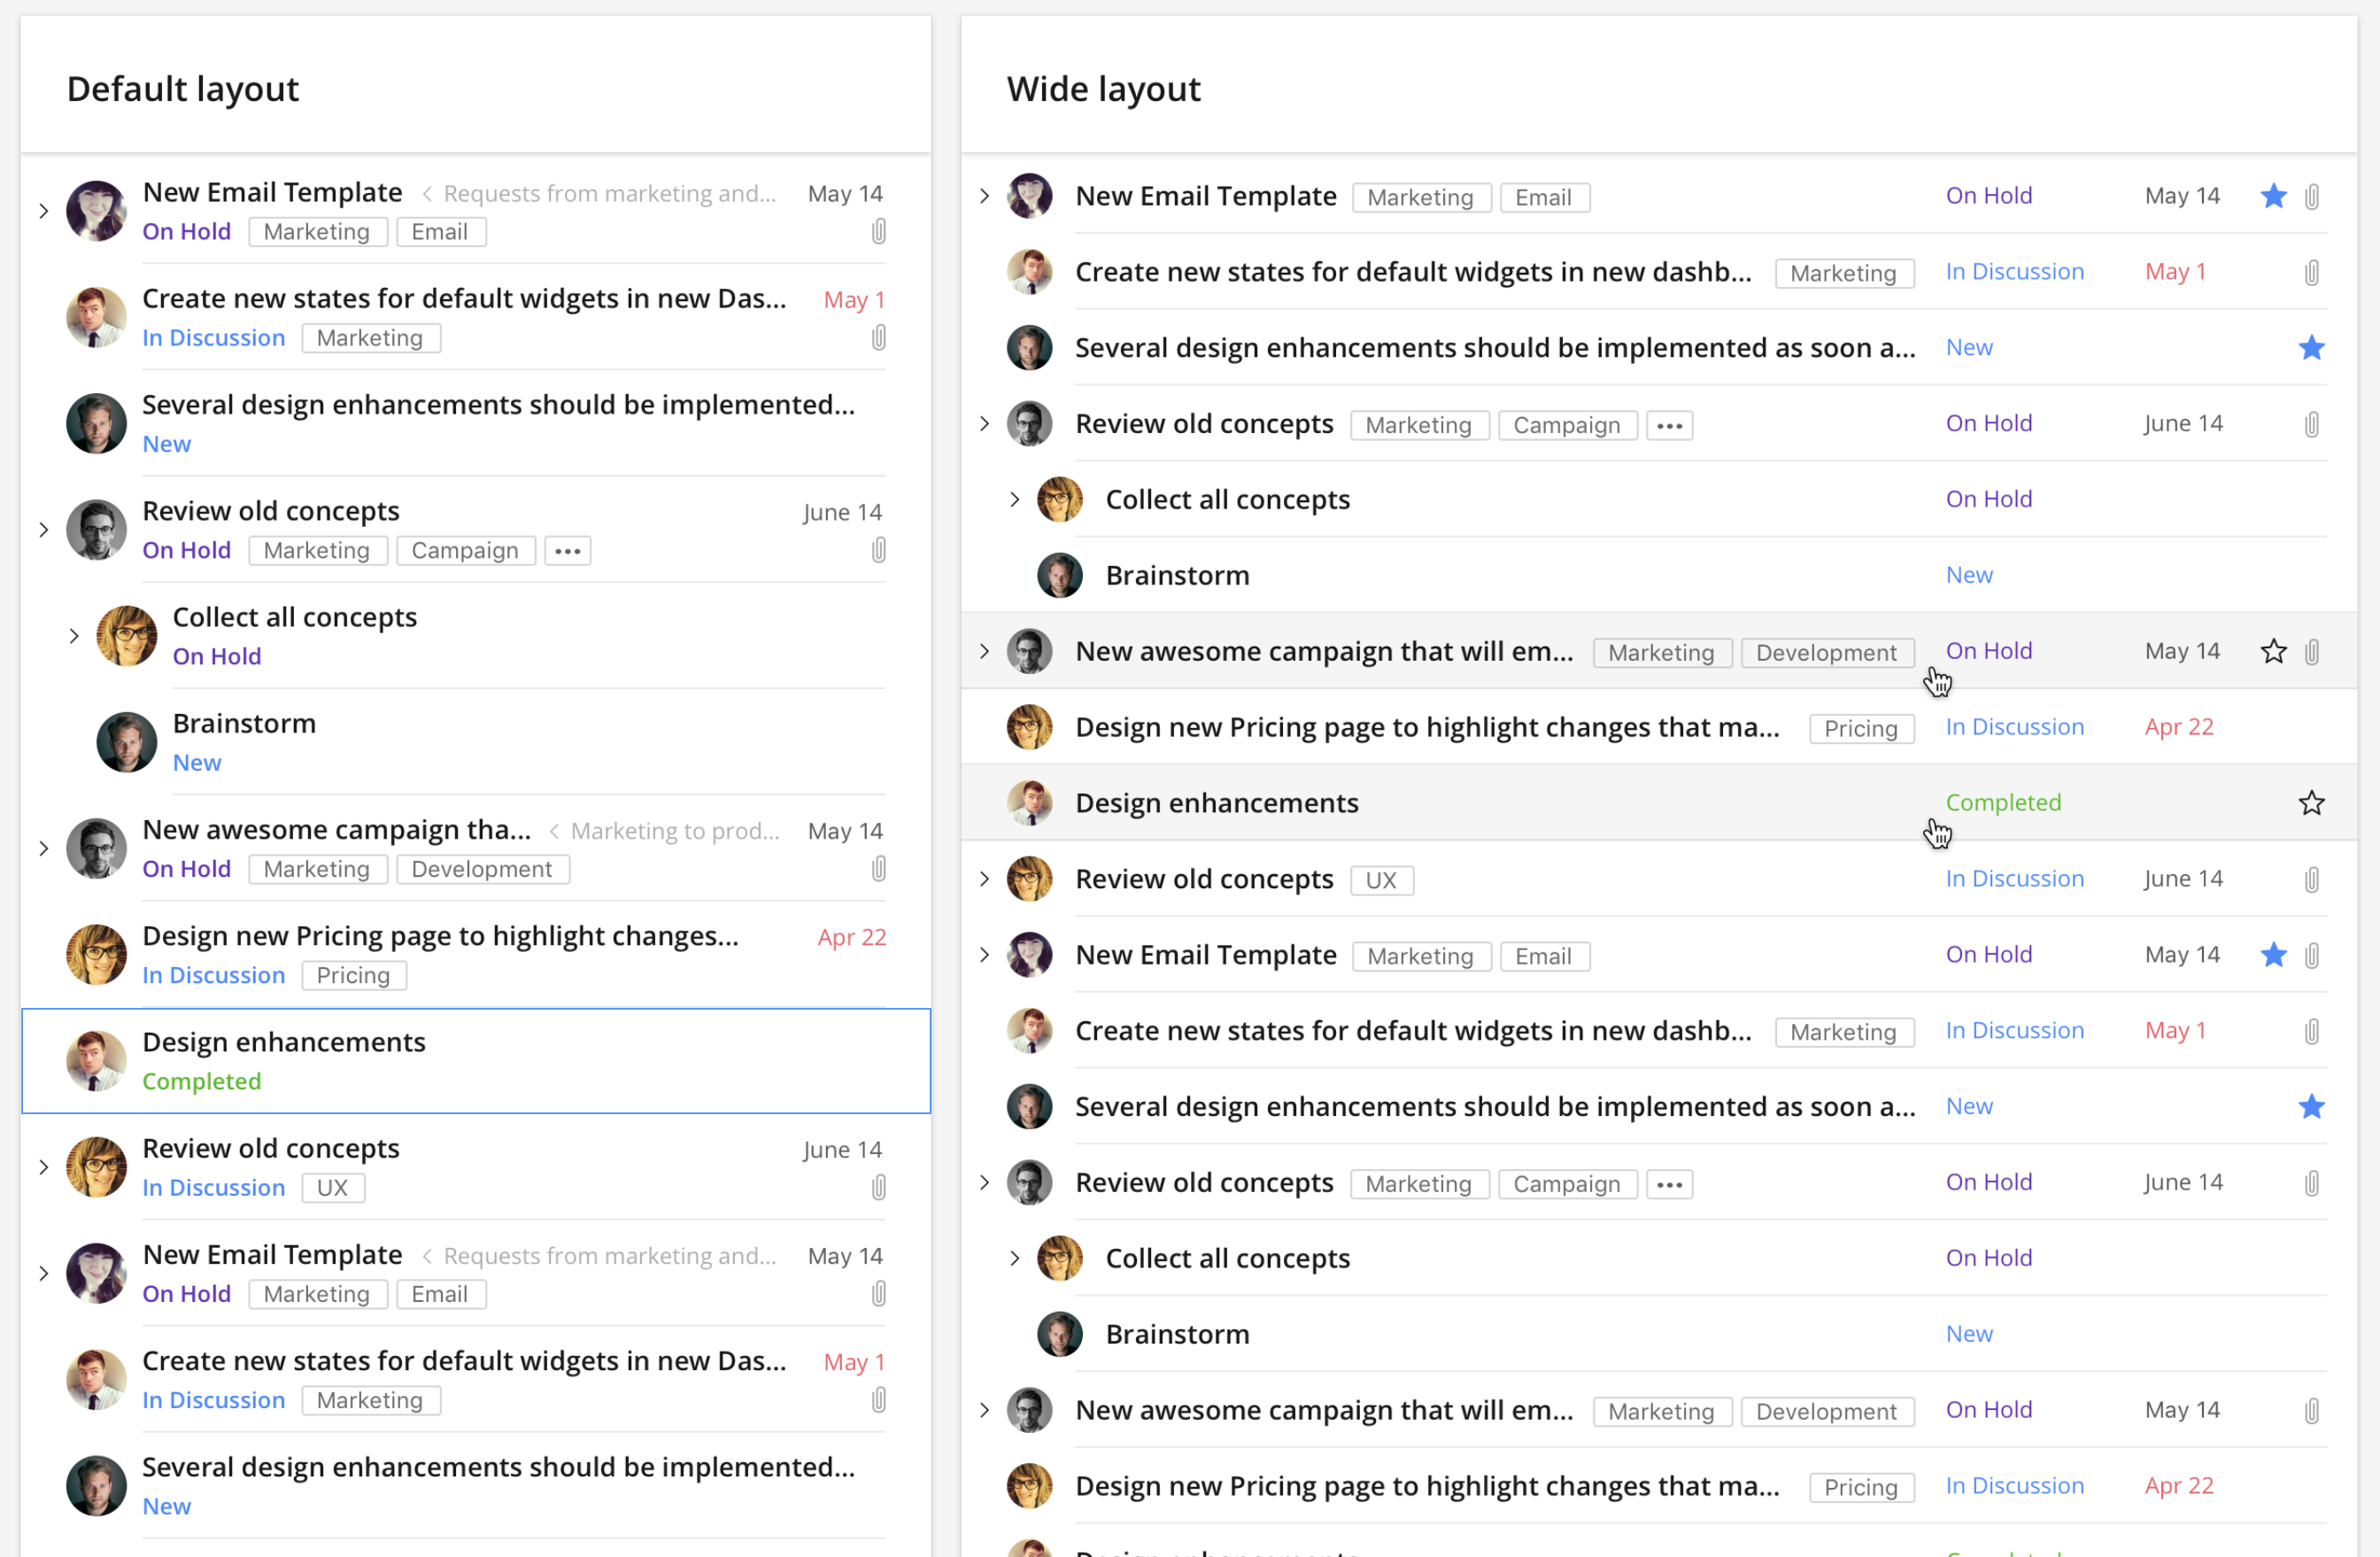 Default layout
New Email Template < Requests from marketing and... May 14
On Hold Marketing Email
Create new states for default widgets in new Das... May 1
In Discussion Marketing
Several design enhancements should be implemented...
New
Review old concepts June 14
On Hold Marketing Campaign •••
Collect all concepts
On Hold
Brainstorm
New
New awesome campaign tha... < Marketing to prod... May 14
On Hold Marketing Development
Design new Pricing page to highlight changes... Apr 22
In Discussion Pricing
Design enhancements
Completed
Review old concepts June 14
In Discussion UX
New Email Template < Requests from marketing and... May 14
On Hold Marketing Email
Create new states for default widgets in new Das... May 1
In Discussion Marketing
Several design enhancements should be implemented...
New
Wide layout
New Email Template Marketing Email On Hold May 14
Create new states for default widgets in new dashb... Marketing In Discussion May 1
Several design enhancements should be implemented as soon a... New
Review old concepts Marketing Campaign ••• On Hold June 14
Collect all concepts On Hold
Brainstorm New
New awesome campaign that will em... Marketing Development On Hold May 14
Design new Pricing page to highlight changes that ma... Pricing In Discussion Apr 22
Design enhancements Completed
Review old concepts UX In Discussion June 14
New Email Template Marketing Email On Hold May 14
Create new states for default widgets in new dashb... Marketing In Discussion May 1
Several design enhancements should be implemented as soon a... New
Review old concepts Marketing Campaign ••• On Hold June 14
Collect all concepts On Hold
Brainstorm New
New awesome campaign that will em... Marketing Development On Hold May 14
Design new Pricing page to highlight changes that ma... Pricing In Discussion Apr 22